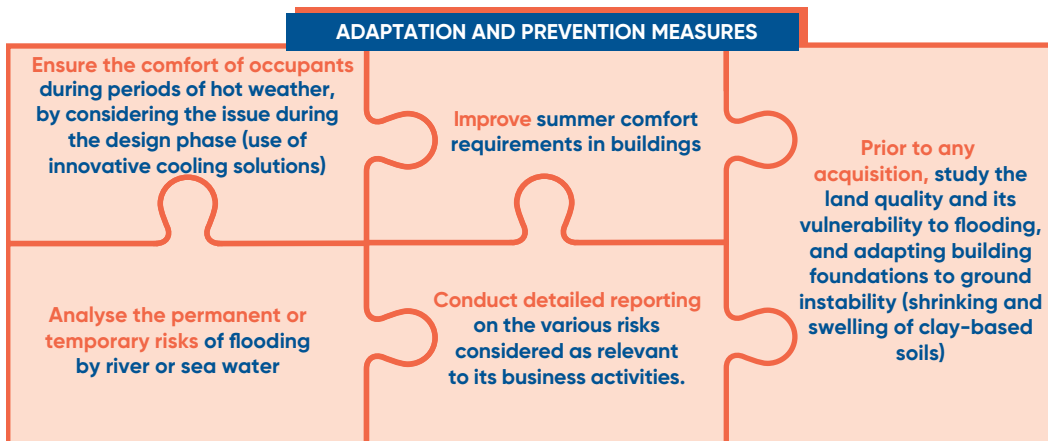 ADAPTATION AND PREVENTION MEASURES
Ensure the comfort of occupants
during periods of hot weather,
by considering the issue during
the design phase (use of
innovative cooling solutions)
Improve summer comfort
requirements in buildings
Prior to any
acquisition, study the
land quality and its
vulnerability to flooding,
and adapting building
foundations to ground
instability (shrinking and
swelling of clay-based
soils)
Analyse the permanent or
temporary risks of flooding
by river or sea water
Conduct detailed reporting
on the various risks
considered as relevant
to its business activities.